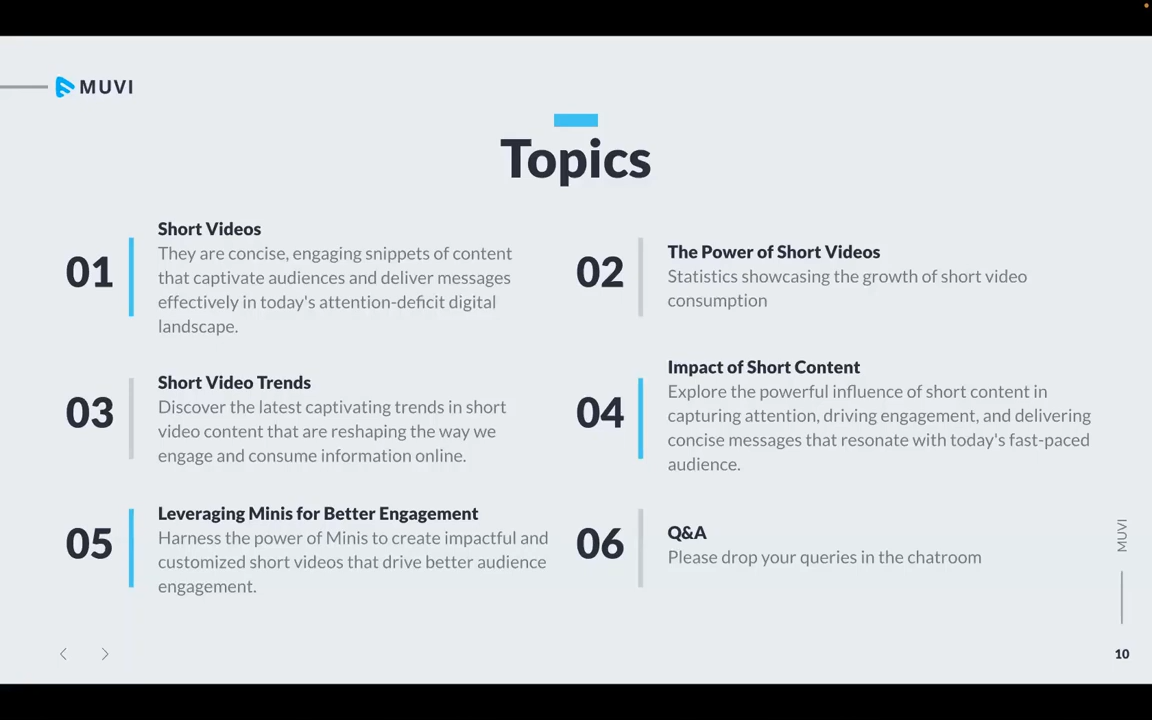 MUVI
Topics
01
Short Videos
They are concise, engaging snippets of content
that captivate audiences and deliver messages
effectively in today's attention-deficit digital
landscape.
02
The Power of Short Videos
Statistics showcasing the growth of short video
consumption
03
Short Video Trends
Discover the latest captivating trends in short
video content that are reshaping the way we
engage and consume information online.
04
Impact of Short Content
Explore the powerful influence of short content in
capturing attention, driving engagement, and delivering
concise messages that resonate with today's fast-paced
audience.
05
Leveraging Minis for Better Engagement
Harness the power of Minis to create impactful and
customized short videos that drive better audience
engagement.
06
Q&A
Please drop your queries in the chatroom
MUVI
10